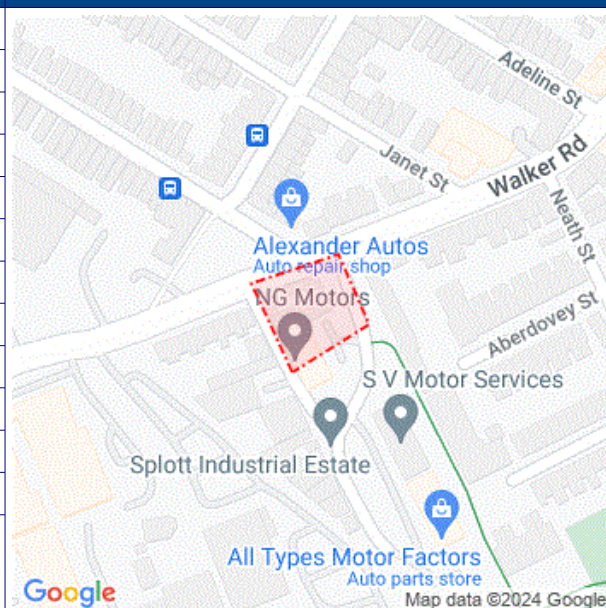 Adeline St
Janet St
Walker Rd
Neath St
Alexander Autos
Auto repair shop
NG Motors
Aberdovey St
S V Motor Services
Splott Industrial Estate
All Types Motor Factors
Auto parts store
Google
Map data ©2024 Google